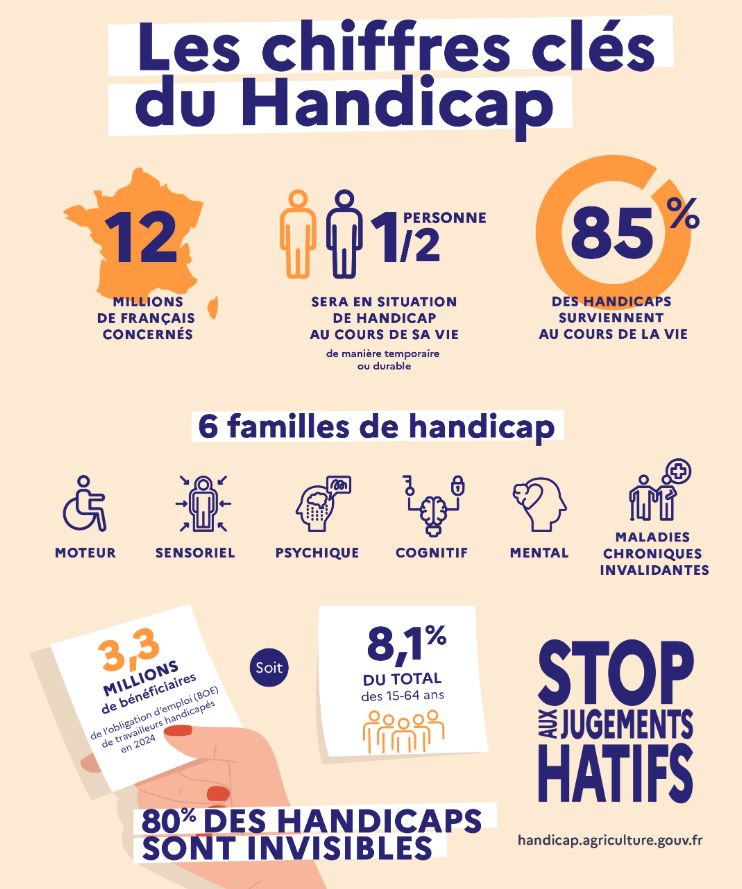 Les chiffres clés
du Handicap
12
MILLIONS
DE FRANÇAIS
CONCERNÉS
1/2 PERSONNE
SERA EN SITUATION
DE HANDICAP
AU COURS DE SA VIE
de manière temporaire
ou durable
85%
DES HANDICAPS
SURVIENNENT
AU COURS DE LA VIE
6 familles de handicap
MOTEUR
SENSORIEL
PSYCHIQUE
COGNITIF
MENTAL
MALADIES
CHRONIQUES
INVALIDANTES
3,3
MILLIONS
de bénéficiaires
de l'obligation d'emploi (BOE)
de travailleurs handicapés
en 2024
Soit
8,1%
DU TOTAL
des 15-64 ans
STOP
AUX JUGEMENTS
HATIFS
80% DES HANDICAPS
SONT INVISIBLES
handicap.agriculture.gouv.fr